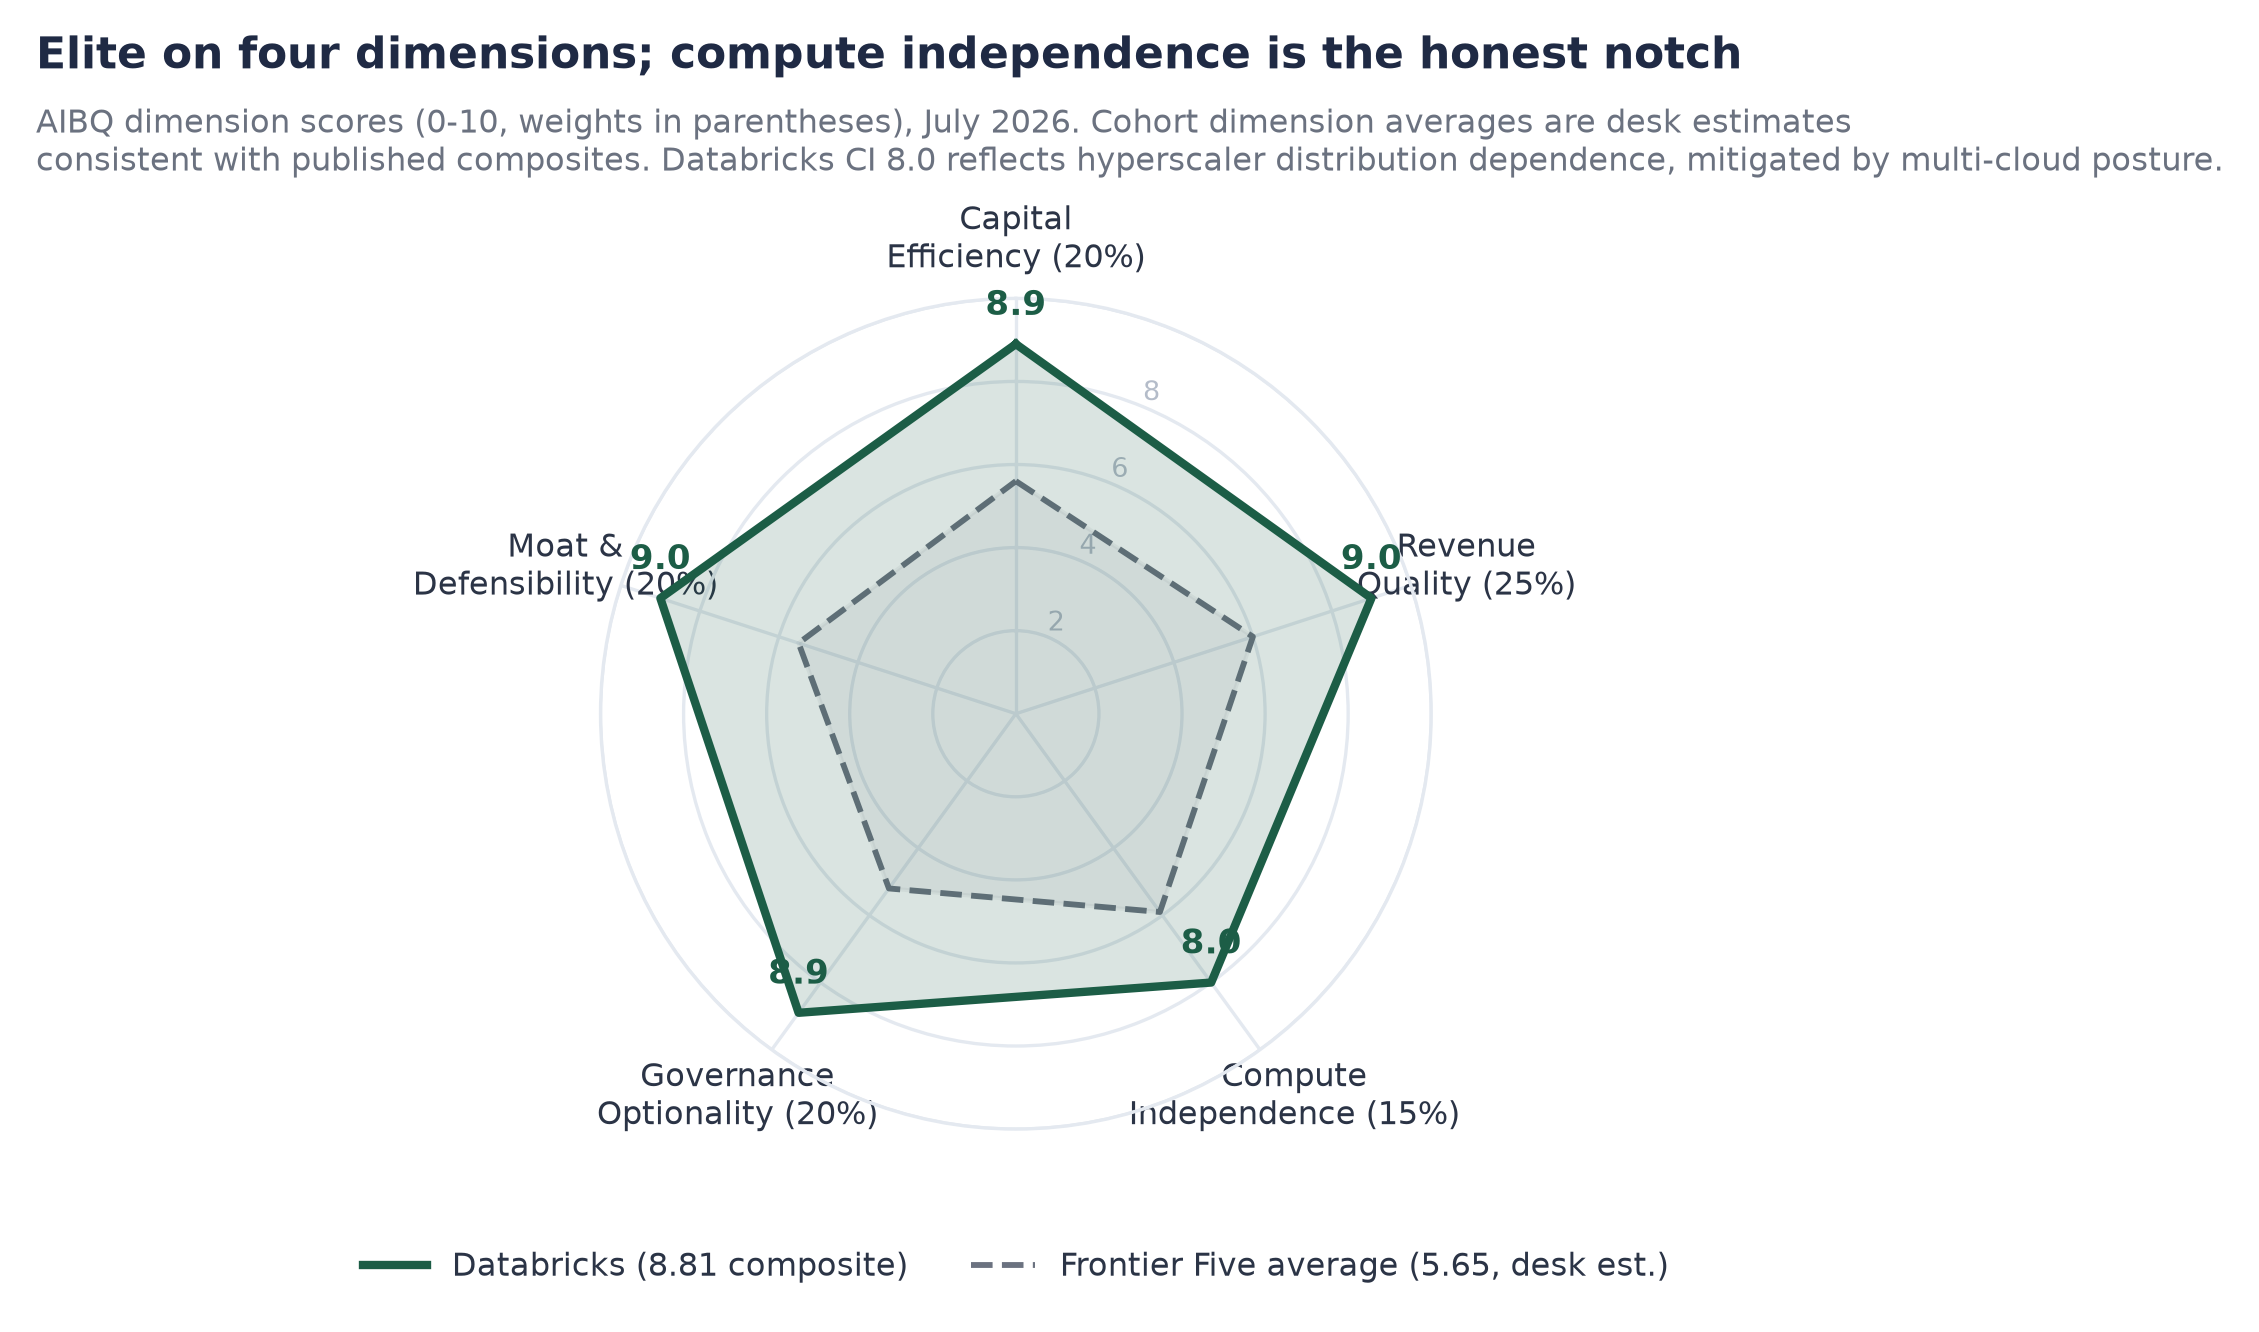 Elite on four dimensions; compute independence is the honest notch
AIBQ dimension scores (0-10, weights in parentheses), July 2026. Cohort dimension averages are desk estimates
consistent with published composites. Databricks CI 8.0 reflects hyperscaler distribution dependence, mitigated by multi-cloud posture.
Capital
Efficiency (20%)
8.9
8
6
4
2
Moat &
Defensibility (20%)
9.0
9.0
Revenue
Quality (25%)
8.9
8.0
Governance
Optionality (20%)
Compute
Independence (15%)
Databricks (8.81 composite)
Frontier Five average (5.65, desk est.)